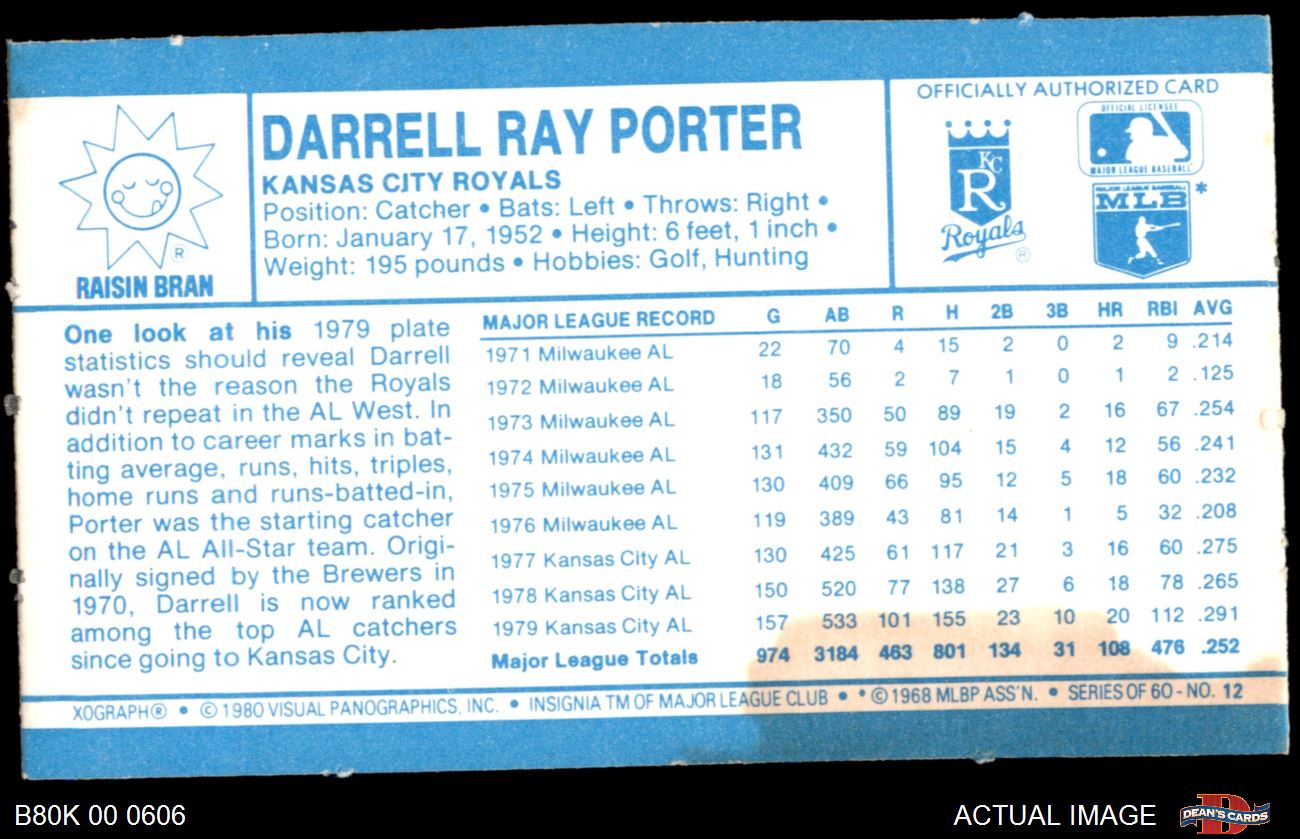 OFFICIALLY AUTHORIZED CARD
OFFICIAL LICENSEE
MAJOR LEAGUE BASEBALL
KC
R
Royals ®
MAJOR LEAGUE BASEBALL
MLB *
®
RAISIN BRAN
DARRELL RAY PORTER
KANSAS CITY ROYALS
Position: Catcher • Bats: Left • Throws: Right •
Born: January 17, 1952 • Height: 6 feet, 1 inch •
Weight: 195 pounds • Hobbies: Golf, Hunting
One look at his 1979 plate
statistics should reveal Darrell
wasn't the reason the Royals
didn't repeat in the AL West. In
addition to career marks in bat-
ting average, runs, hits, triples,
home runs and runs-batted-in,
Porter was the starting catcher
on the AL All-Star team. Origi-
nally signed by the Brewers in
1970, Darrell is now ranked
among the top AL catchers
since going to Kansas City.
MAJOR LEAGUE RECORD G AB R H 2B 3B HR RBI AVG
1971 Milwaukee AL 22 70 4 15 2 0 2 9 .214
1972 Milwaukee AL 18 56 2 7 1 0 1 2 .125
1973 Milwaukee AL 117 350 50 89 19 2 16 67 .254
1974 Milwaukee AL 131 432 59 104 15 4 12 56 .241
1975 Milwaukee AL 130 409 66 95 12 5 18 60 .232
1976 Milwaukee AL 119 389 43 81 14 1 5 32 .208
1977 Kansas City AL 130 425 61 117 21 3 16 60 .275
1978 Kansas City AL 150 520 77 138 27 6 18 78 .265
1979 Kansas City AL 157 533 101 155 23 10 20 112 .291
Major League Totals 974 3184 463 801 134 31 108 476 .252
XOGRAPH® • © 1980 VISUAL PANOGRAPHICS, INC. • INSIGNIA TM OF MAJOR LEAGUE CLUB • * © 1968 MLBP ASS'N. • SERIES OF 60 - NO. 12
B80K 00 0606
ACTUAL IMAGE
DEAN'S CARDS